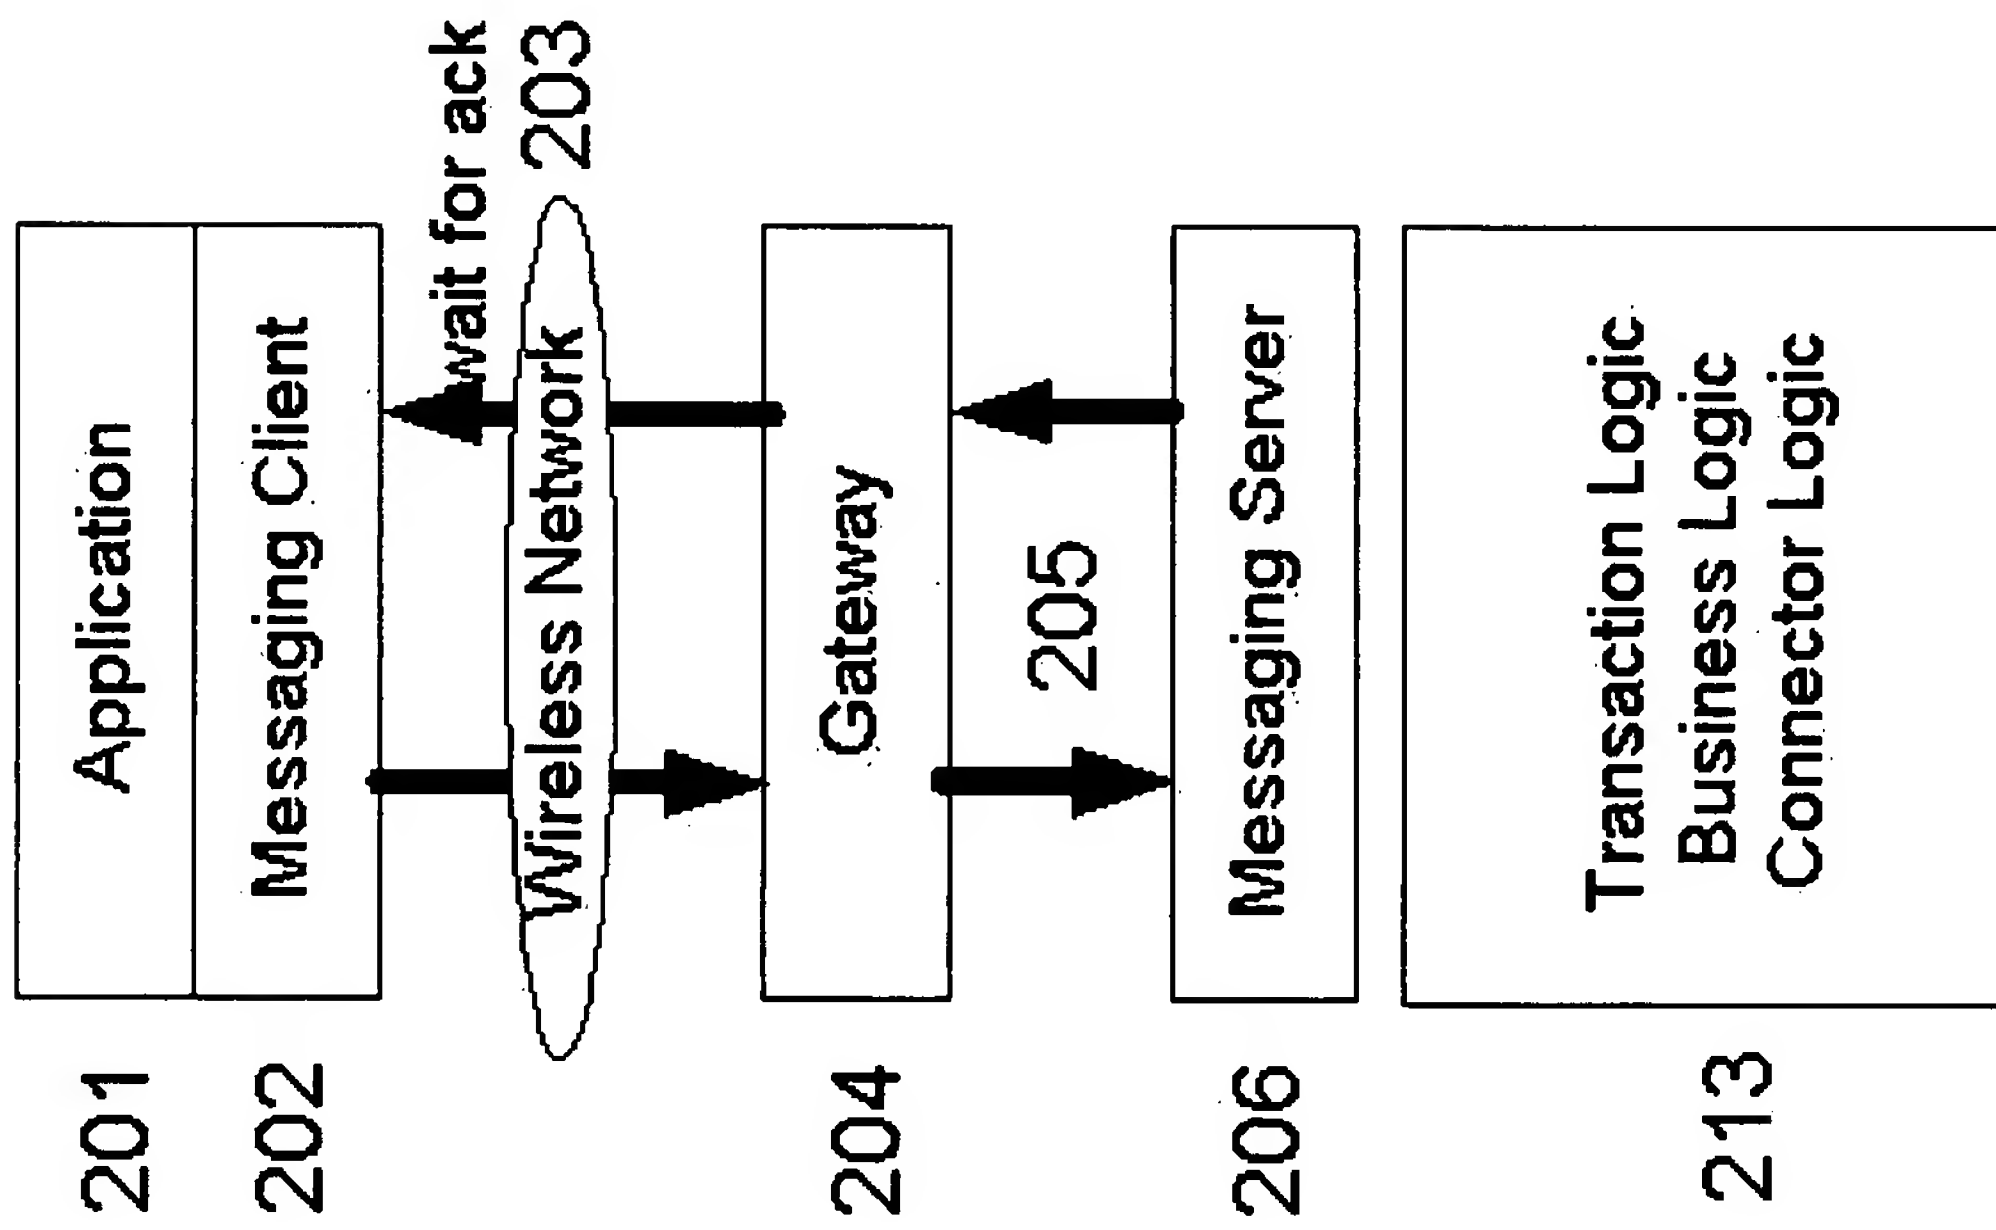 201
Application
202
Messaging Client
wait for ack
Wireless Network
203
204
Gateway
205
206
Messaging Server
213
Transaction Logic
Business Logic
Connector Logic